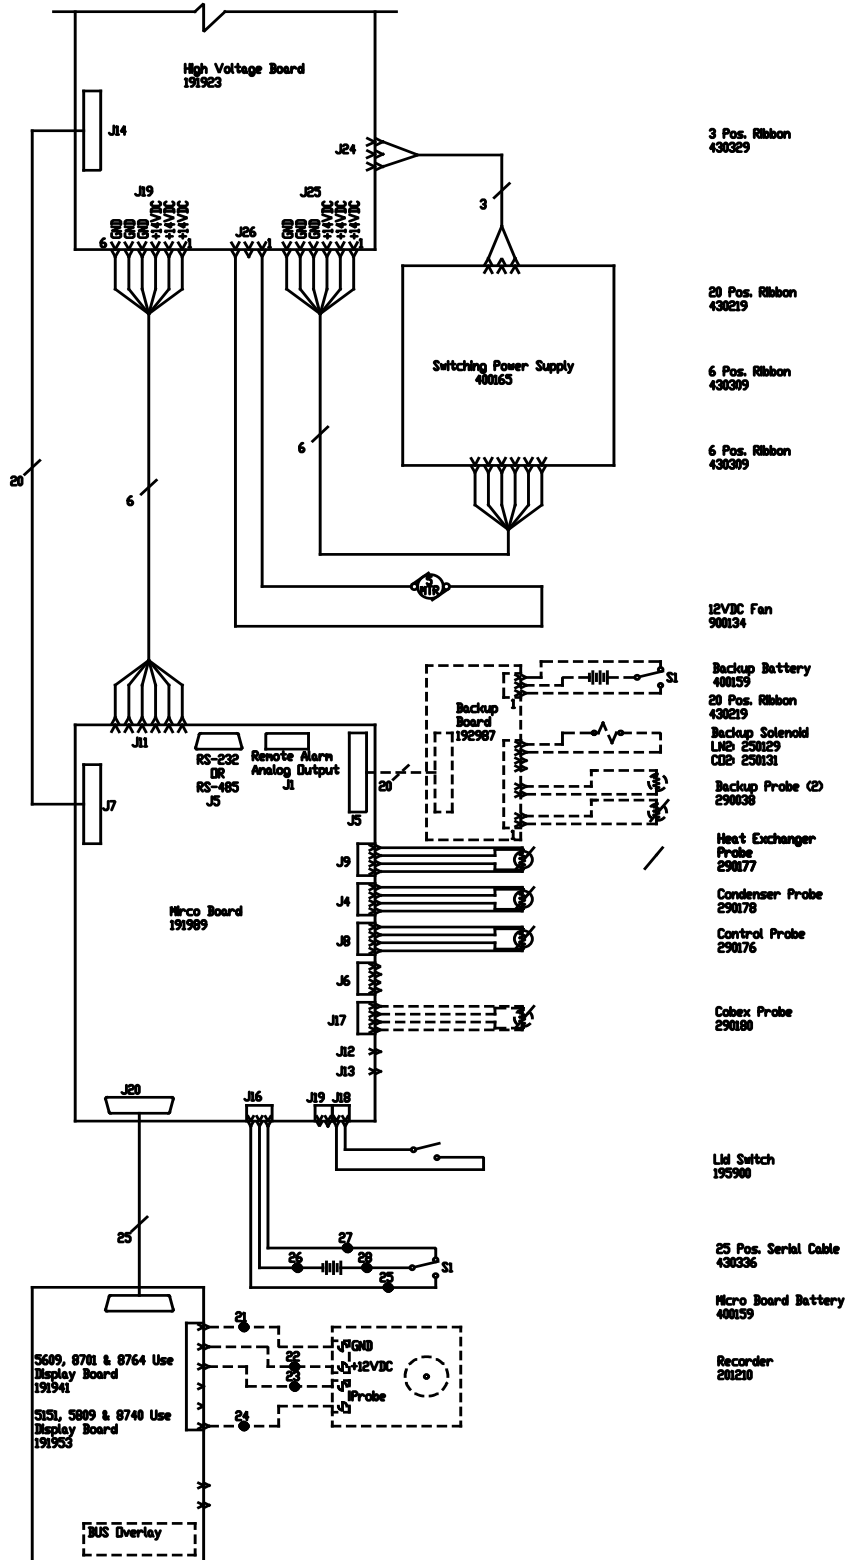 High Voltage Board
191923
J14
J24
3 Pos. Ribbon
430329
J19
J25
GND
GND
GND
+14VDC
+14VDC
+14VDC
J26
GND
GND
GND
+14VDC
+14VDC
+14VDC
6
1
1
1
3
20 Pos. Ribbon
430219
Switching Power Supply
400165
6 Pos. Ribbon
430309
6
6 Pos. Ribbon
430309
20
6
5
MTR
12VDC Fan
900134
Backup Battery
400159
S1
1
20 Pos. Ribbon
430219
Backup
Board
192987
Backup Solenoid
LN2: 250129
CO2: 250131
J11
RS-232
OR
RS-485
J5
Remote Alarm
Analog Output
J1
20
Backup Probe (2)
290038
J7
J5
1
Heat Exchanger
Probe
290177
J9
Mirco Board
191989
J4
Condenser Probe
290178
J8
Control Probe
290176
J6
J17
Cobex Probe
290180
J12
J13
J20
J16
J19
J18
Lid Switch
195900
25
27
26
28
S1
25
25 Pos. Serial Cable
430336
Micro Board Battery
400159
21
GND
22
+12VDC
23
Probe
24
Recorder
201210
5609, 8701 & 8764 Use
Display Board
191941
5151, 5809 & 8740 Use
Display Board
191953
BUS Overlay